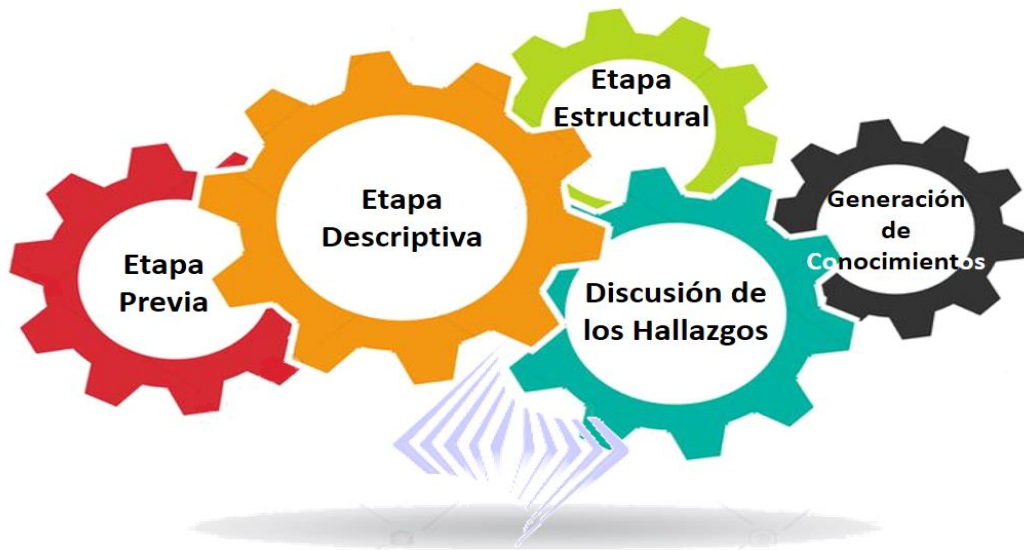 Etapa
Previa
Etapa
Descriptiva
Etapa
Estructural
Discusión de
los Hallazgos
Generación
de
Conocimientos